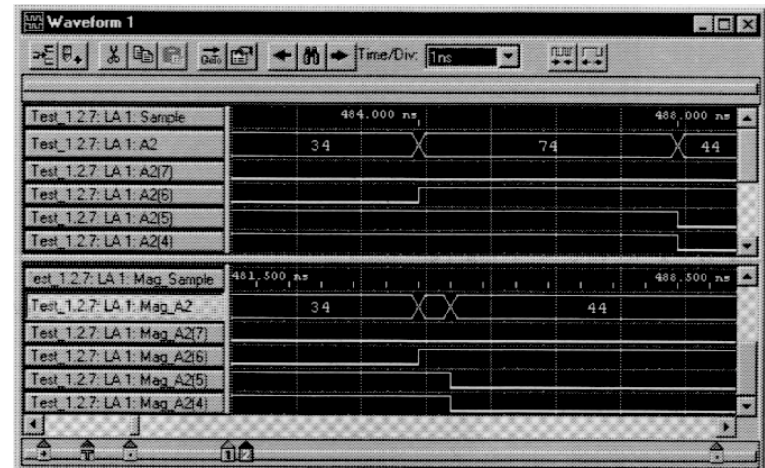 Waveform 1
Goto
Time/Div: 1ns
Test_1.2.7: LA 1: Sample 484.000 ns 488.000 ns
Test_1.2.7: LA 1: A2 34 74 44
Test_1.2.7: LA 1: A2(7)
Test_1.2.7: LA 1: A2(6)
Test_1.2.7: LA 1: A2(5)
Test_1.2.7: LA 1: A2(4)
est_1.2.7: LA 1: Mag_Sample 481.500 ns 488.500 ns
Test_1.2.7: LA 1: Mag_A2 34 44
Test_1.2.7: LA 1: Mag_A2(7)
Test_1.2.7: LA 1: Mag_A2(6)
Test_1.2.7: LA 1: Mag_A2(5)
Test_1.2.7: LA 1: Mag_A2(4)
T 1 2